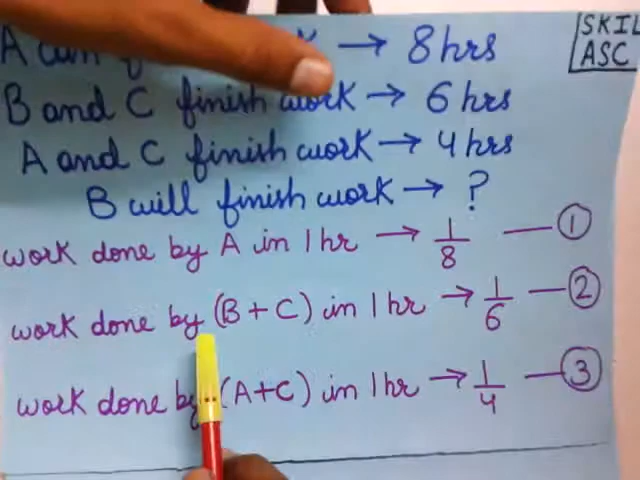 A can → 8 hrs
SKIL
ASC
B and C finish work → 6 hrs
A and C finish work → 4 hrs
B will finish work → ?
work done by A in 1 hr → 1/8 — ①
work done by (B + C) in 1 hr → 1/6 — ②
work done by (A+C) in 1 hr → 1/4 — ③